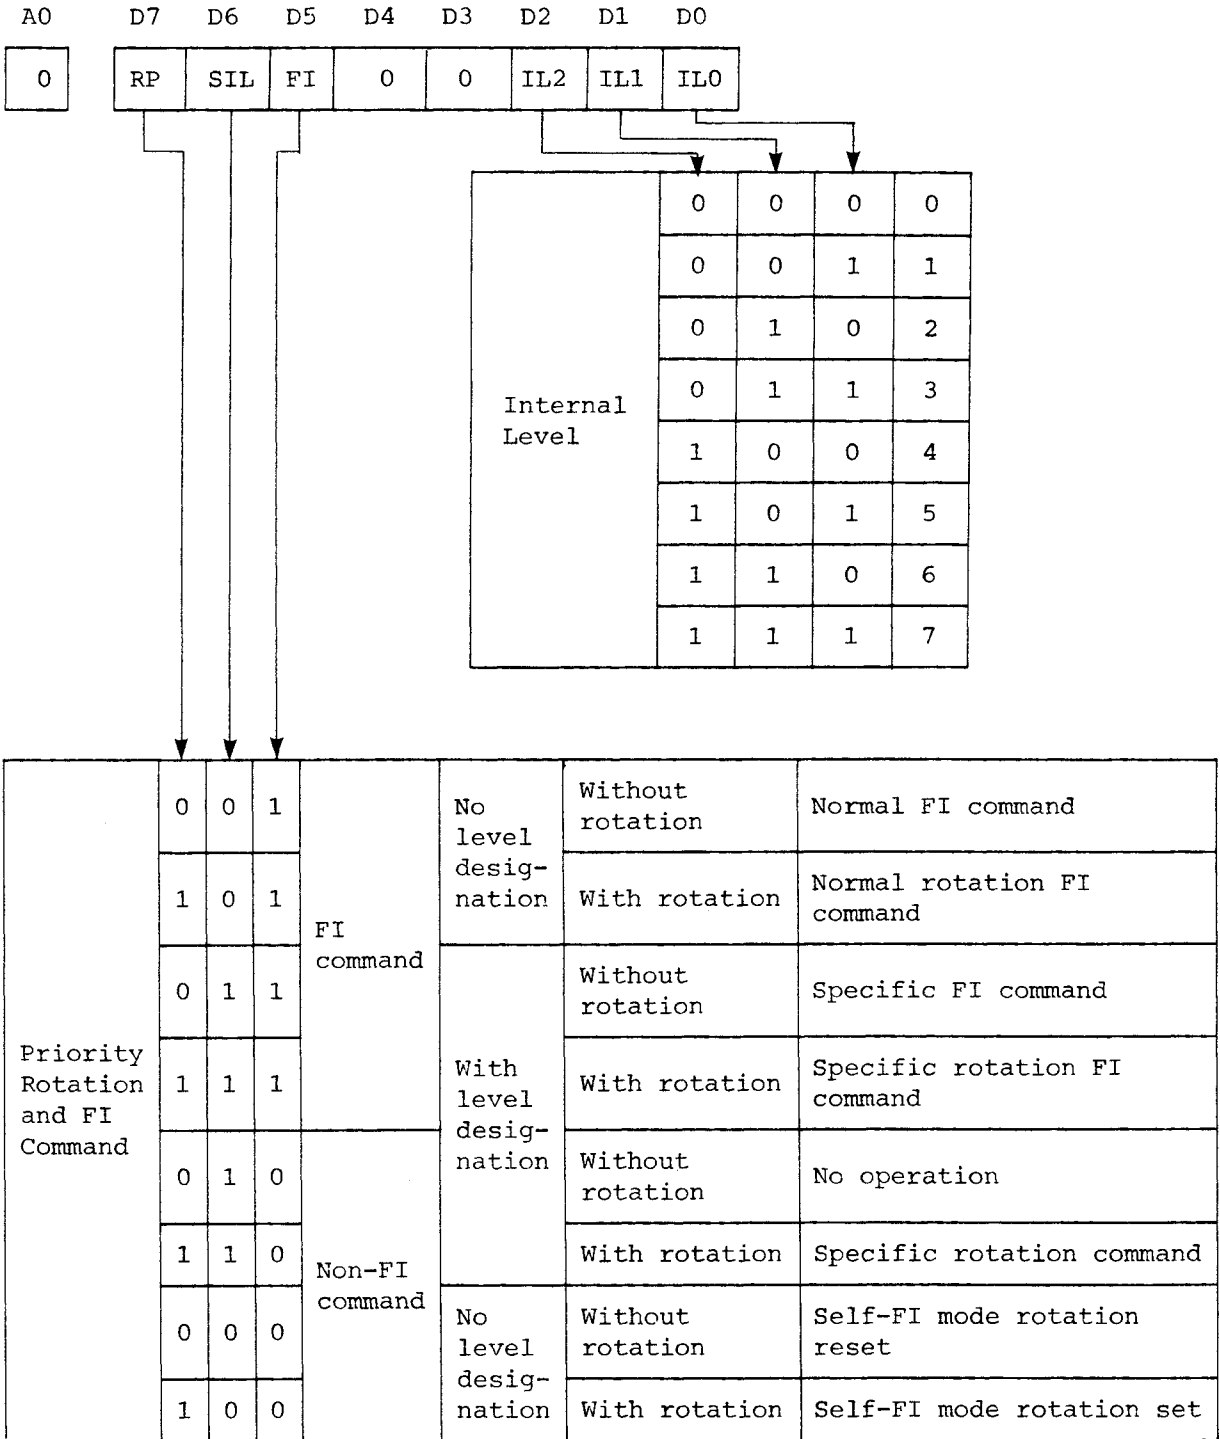 A0 D7 D6 D5 D4 D3 D2 D1 D0
0 RP SIL FI 0 0 IL2 IL1 IL0
Internal
Level
0 0 0 0
0 0 1 1
0 1 0 2
0 1 1 3
1 0 0 4
1 0 1 5
1 1 0 6
1 1 1 7
Priority
Rotation
and FI
Command
0 0 1
1 0 1
0 1 1
1 1 1
0 1 0
1 1 0
0 0 0
1 0 0
FI
command
Non-FI
command
No
level
desig-
nation
With
level
desig-
nation
No
level
desig-
nation
Without
rotation
Normal FI command
With rotation
Normal rotation FI
command
Without
rotation
Specific FI command
With rotation
Specific rotation FI
command
Without
rotation
No operation
With rotation
Specific rotation command
Without
rotation
Self-FI mode rotation
reset
With rotation
Self-FI mode rotation set